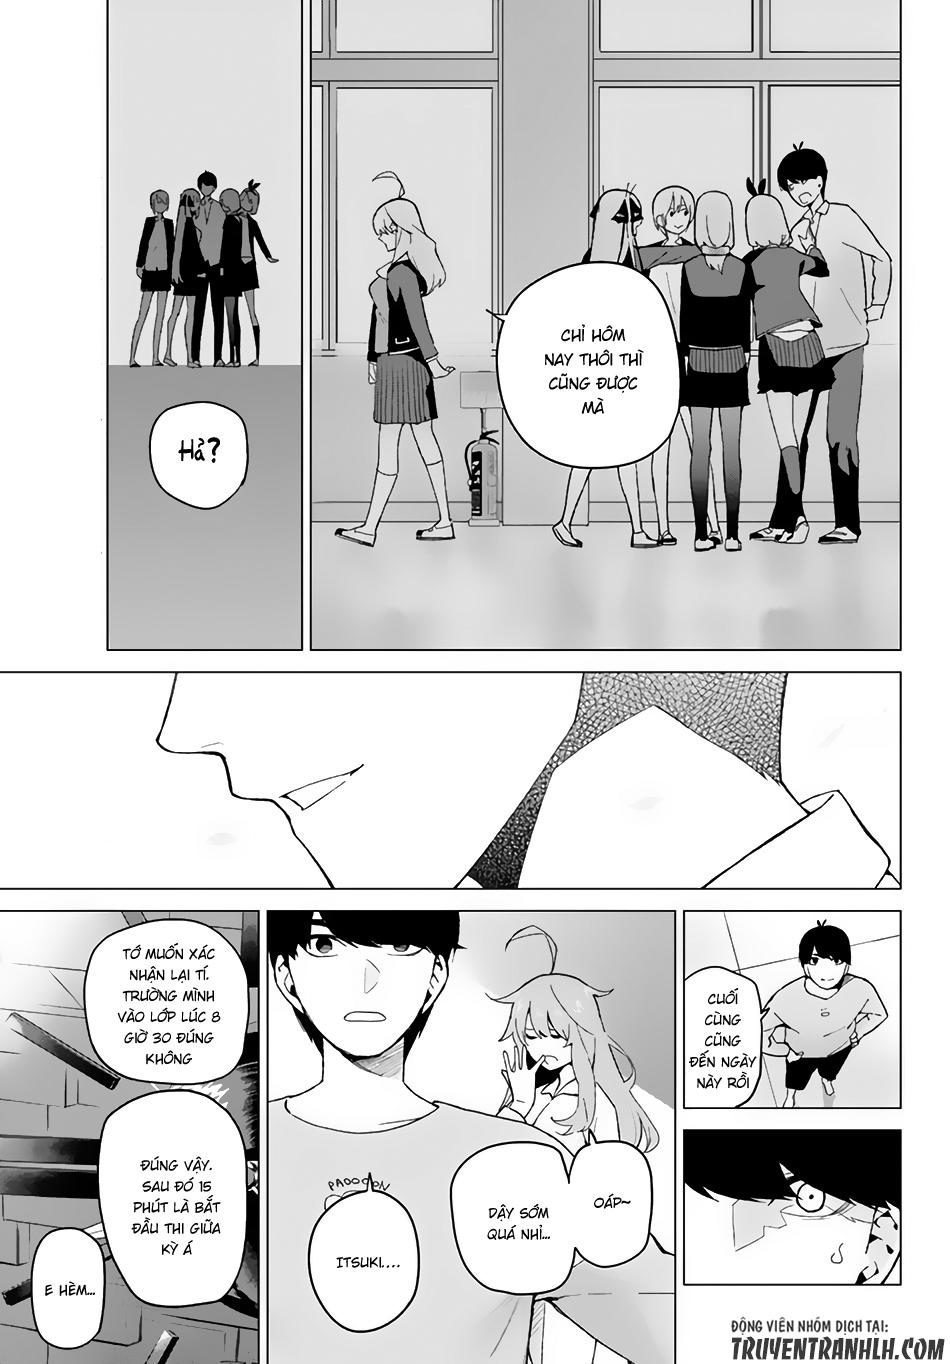 CHỈ HÔM
NAY THÔI THÌ
CŨNG ĐƯỢC
MÀ
Hả?
CUỐI
CÙNG CŨNG
ĐẾN NGÀY
NÀY RỒI
OÁP~
DẬY SỚM
QUÁ NHỈ...
PAOOOON
ITSUKI....
TỚ MUỐN XÁC
NHẬN LẠI TÍ.
TRƯỜNG MÌNH
VÀO LỚP LÚC 8
GIỜ 30 ĐÚNG
KHÔNG
ĐÚNG VẬY.
SAU ĐÓ 15
PHÚT LÀ BẮT
ĐẦU THI GIỮA
KỲ Á
E HÈM...
ĐỘNG VIÊN NHÓM DỊCH TẠI:
TRUYENTRANHLH.COM